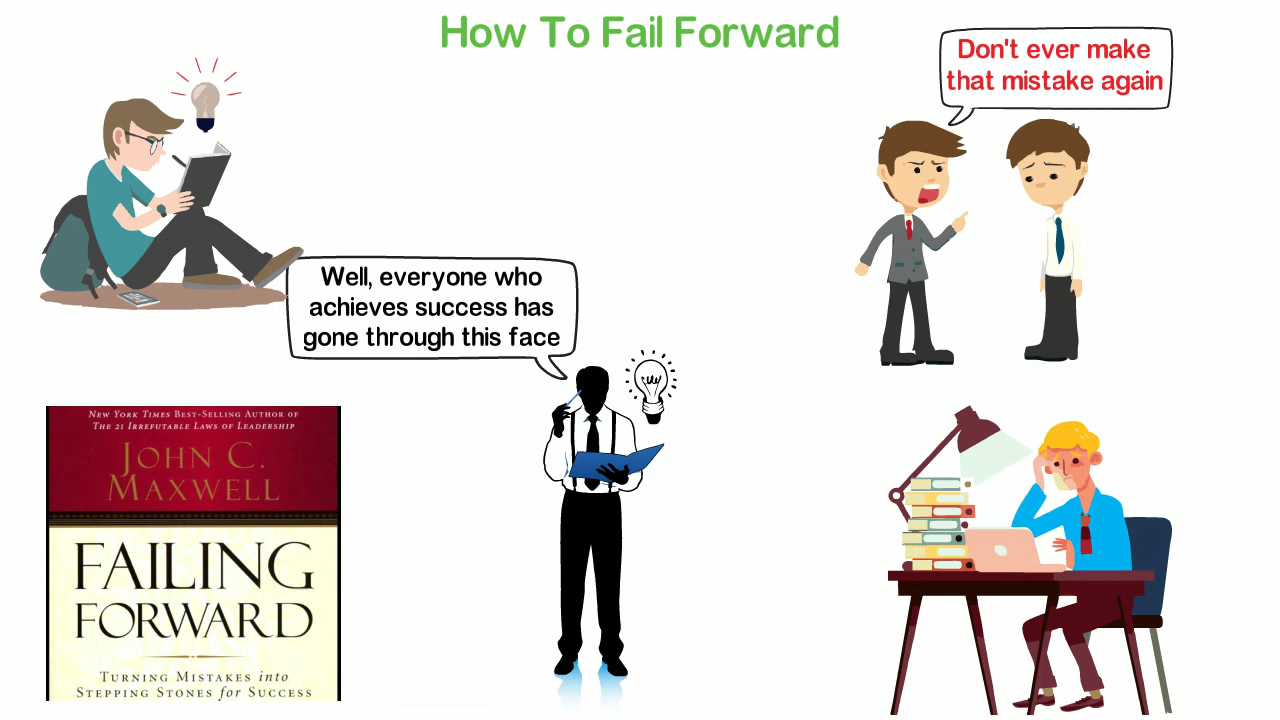 How To Fail Forward
Don't ever make
that mistake again
Well, everyone who
achieves success has
gone through this face
NEW YORK TIMES BEST-SELLING AUTHOR OF
THE 21 IRREFUTABLE LAWS OF LEADERSHIP
JOHN C.
MAXWELL
FAILING
FORWARD
TURNING MISTAKES into
STEPPING STONES for SUCCESS